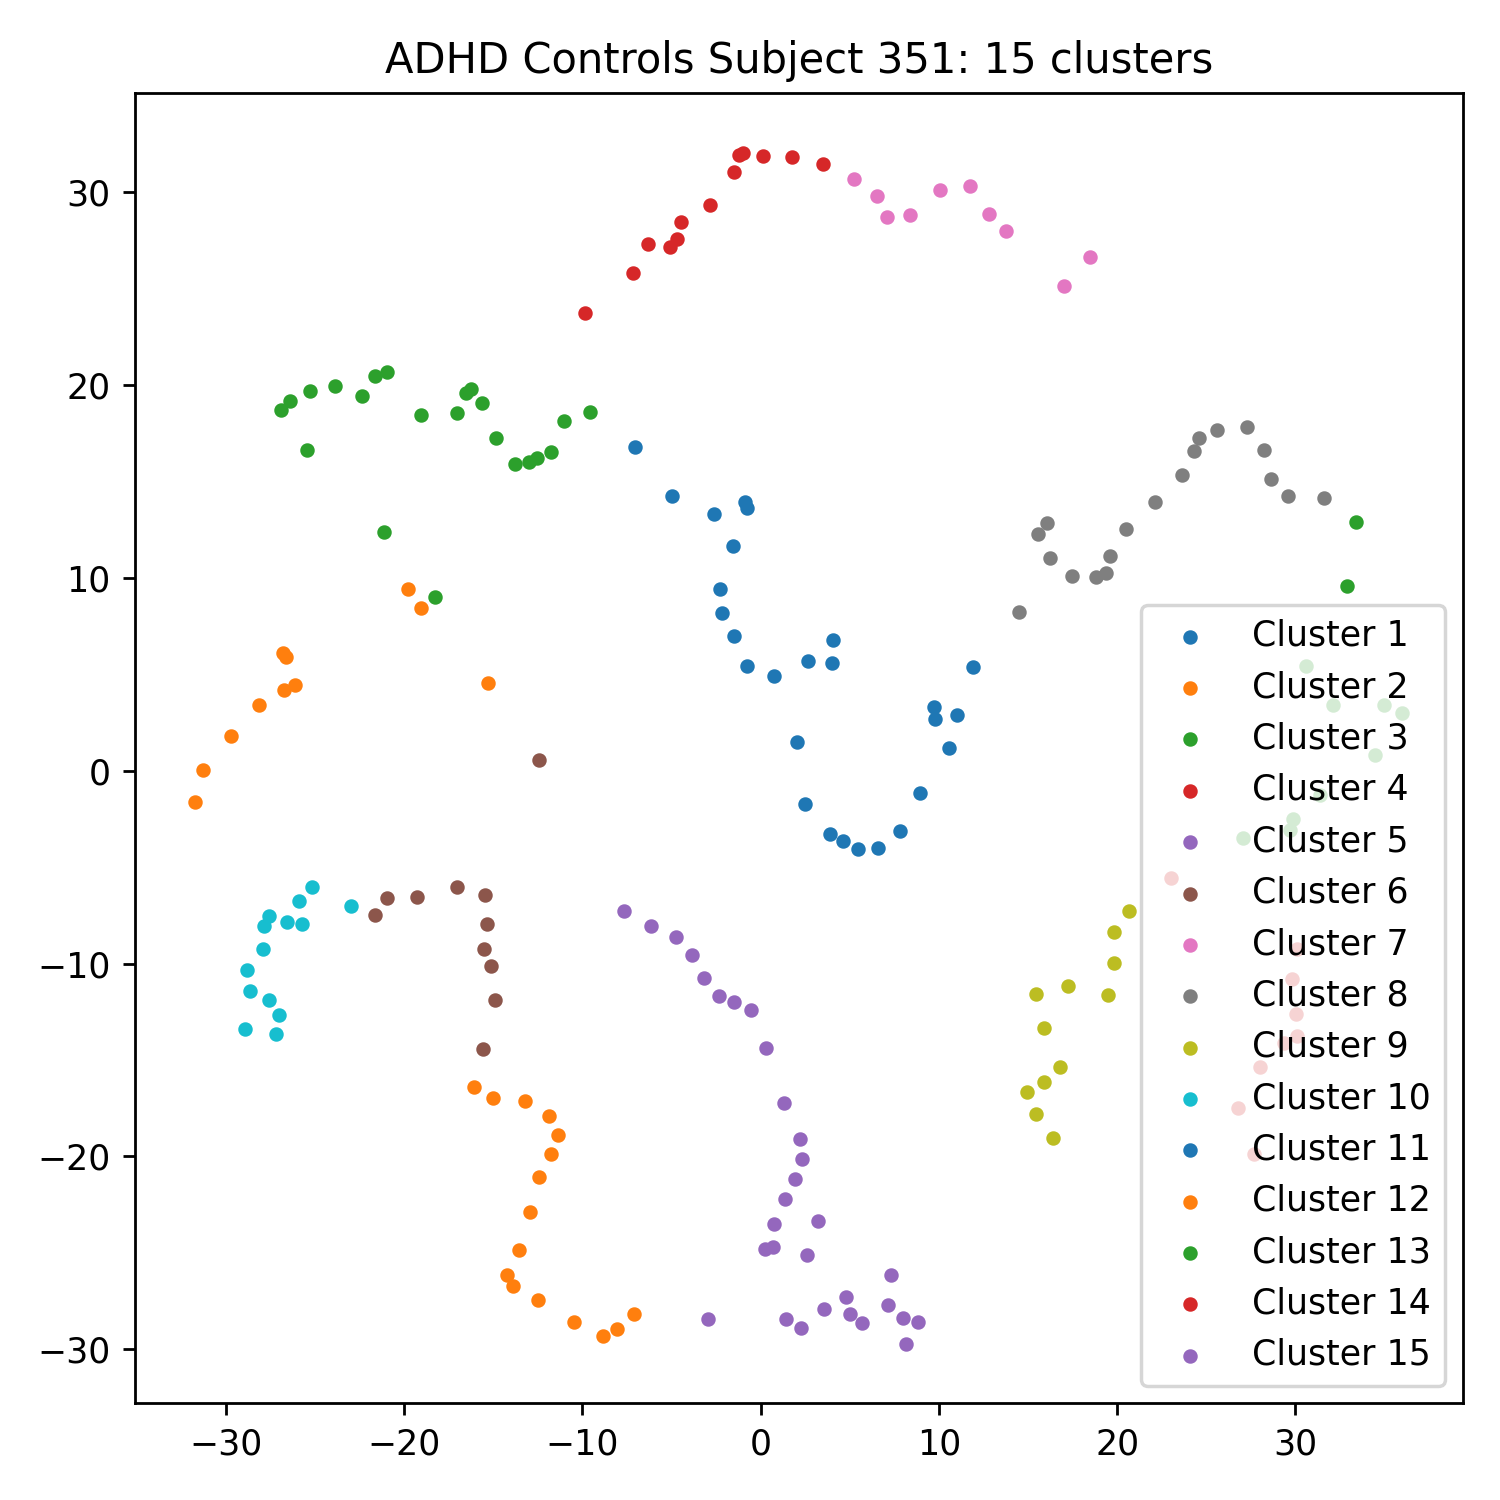 ADHD Controls Subject 351: 15 clusters
30
20
10
0
−10
−20
−30
−30
−20
−10
0
10
20
30
Cluster 1
Cluster 2
Cluster 3
Cluster 4
Cluster 5
Cluster 6
Cluster 7
Cluster 8
Cluster 9
Cluster 10
Cluster 11
Cluster 12
Cluster 13
Cluster 14
Cluster 15